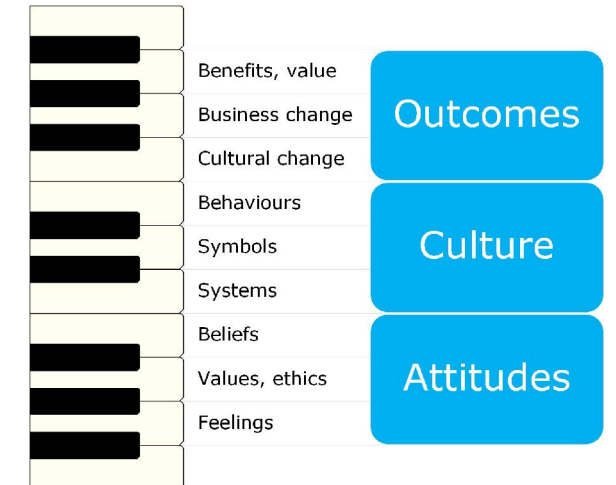 Benefits, value
Business change
Cultural change
Outcomes
Behaviours
Symbols
Systems
Culture
Beliefs
Values, ethics
Feelings
Attitudes